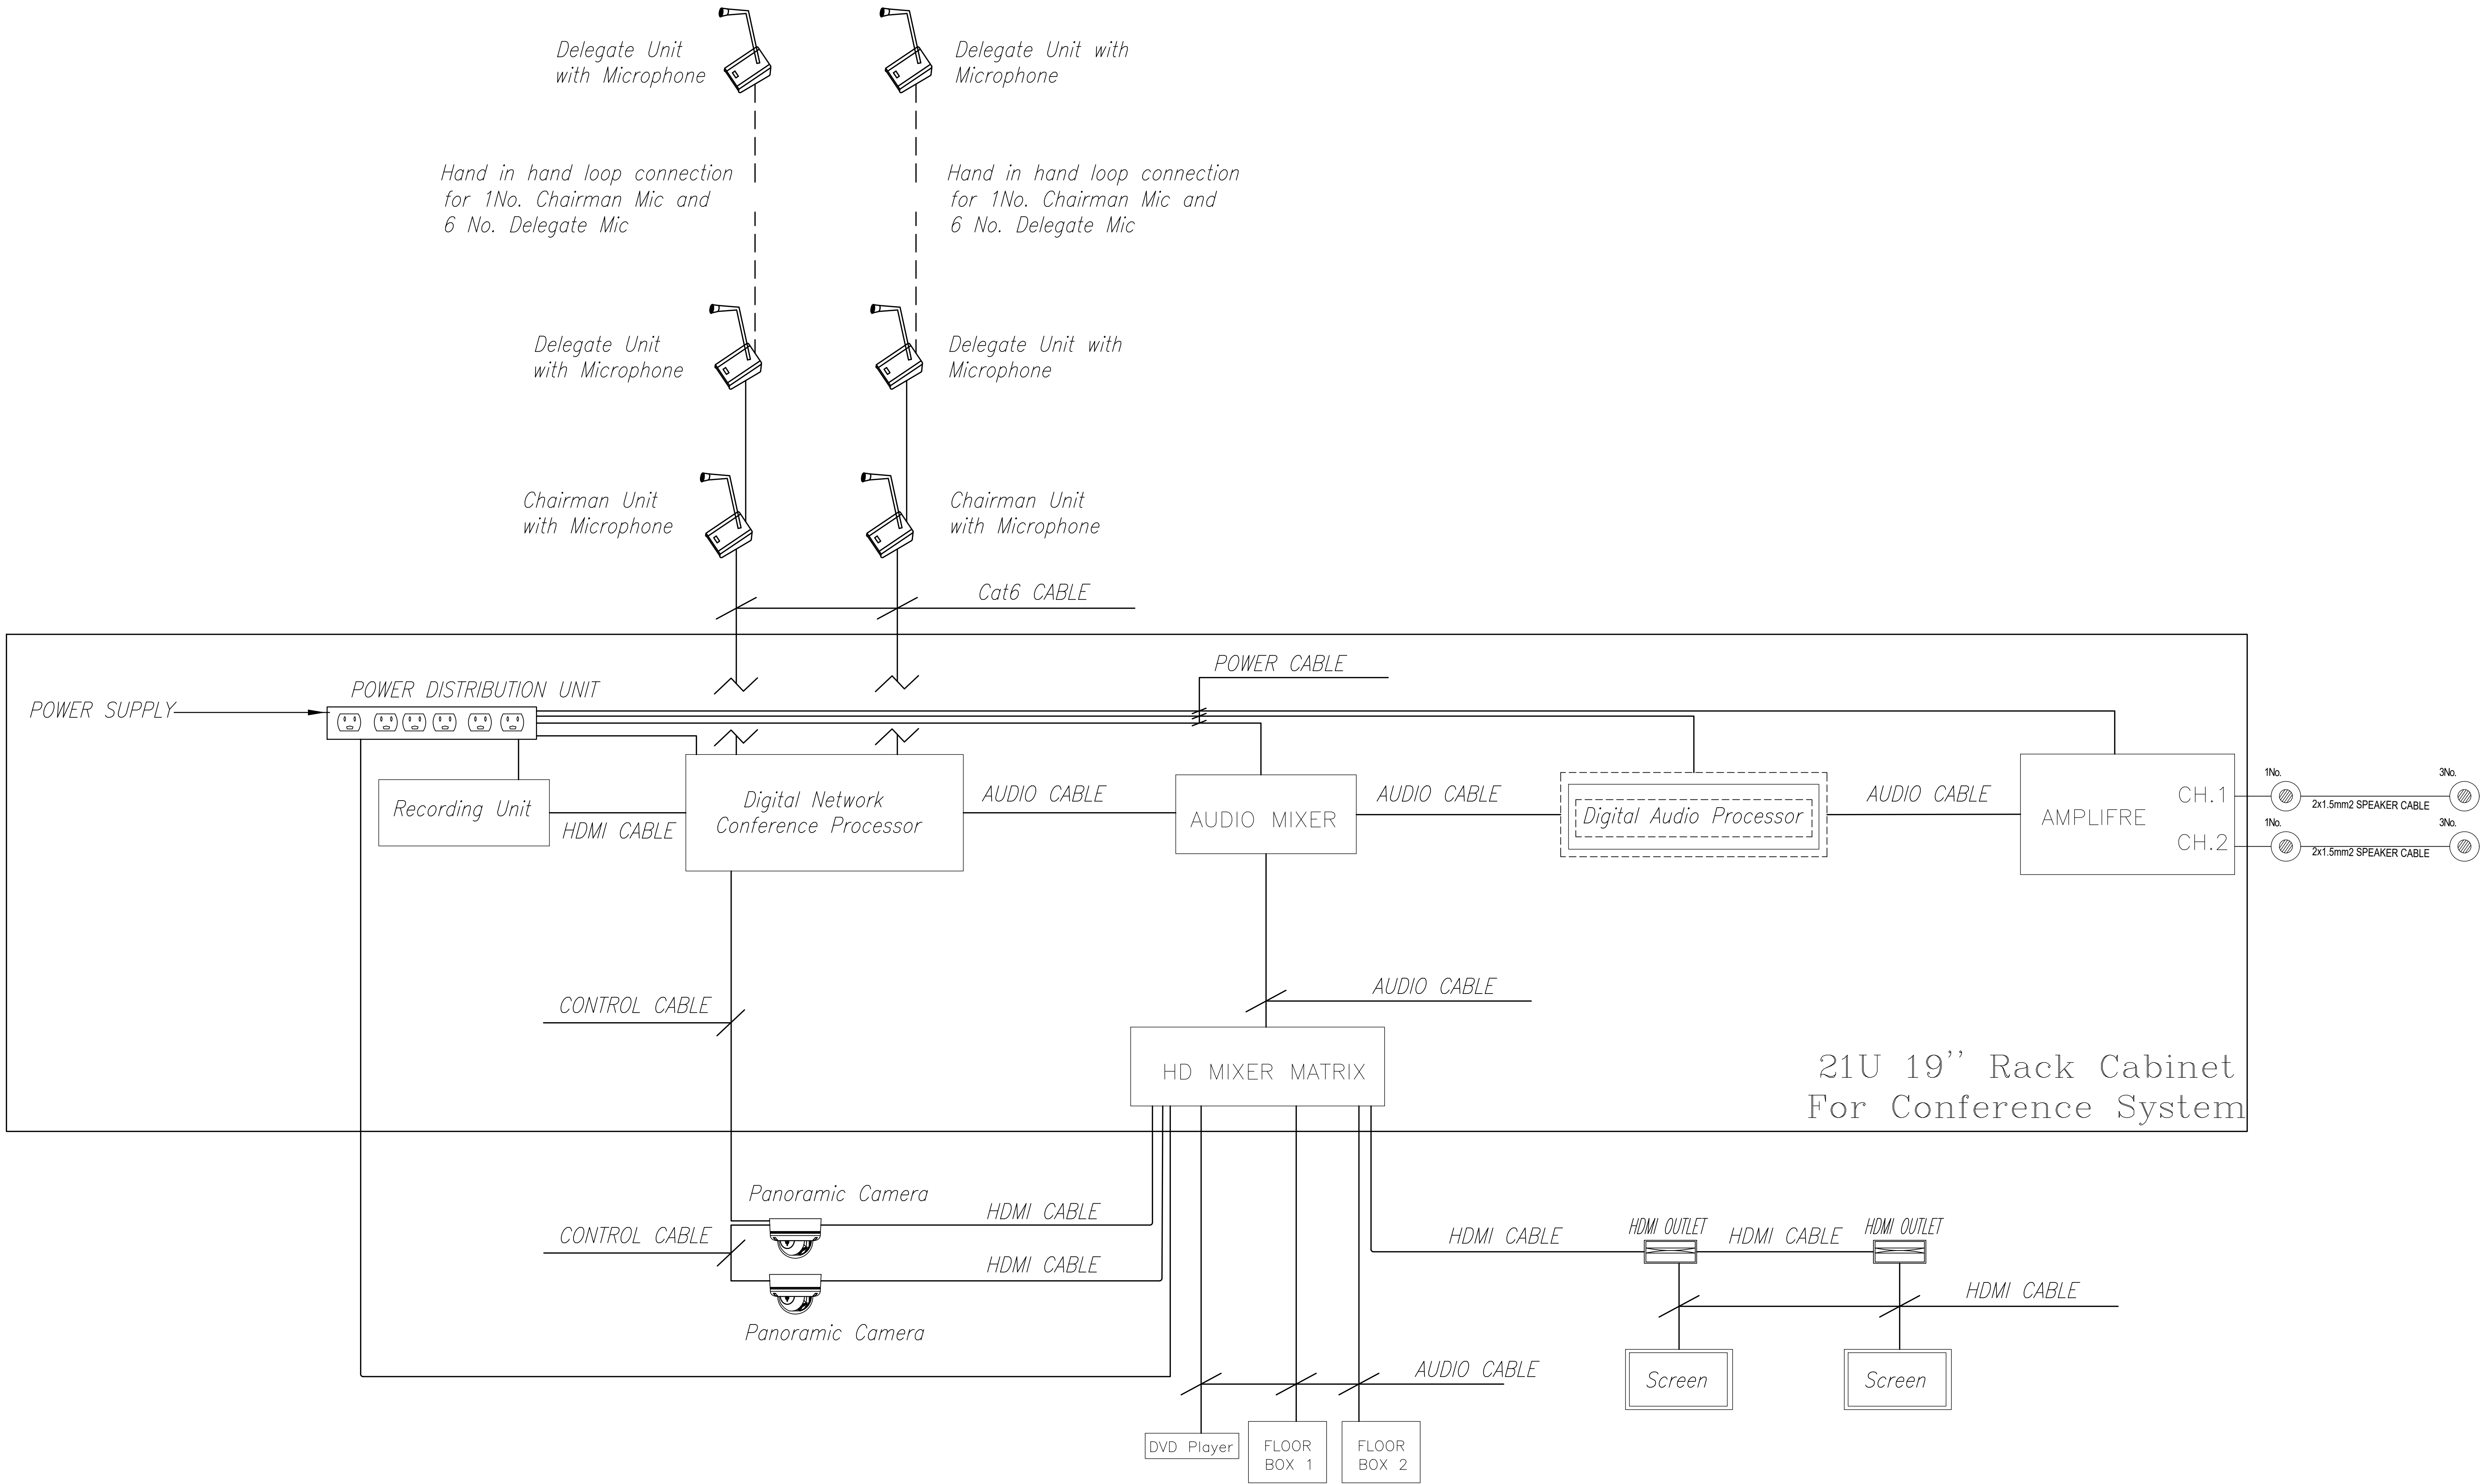 Delegate Unit
with Microphone
Delegate Unit with
Microphone
Hand in hand loop connection
for 1No. Chairman Mic and
6 No. Delegate Mic
Hand in hand loop connection
for 1No. Chairman Mic and
6 No. Delegate Mic
Delegate Unit
with Microphone
Delegate Unit with
Microphone
Chairman Unit
with Microphone
Chairman Unit
with Microphone
Cat6 CABLE
POWER CABLE
POWER DISTRIBUTION UNIT
POWER SUPPLY
Recording Unit
HDMI CABLE
Digital Network
Conference Processor
AUDIO CABLE
AUDIO MIXER
AUDIO CABLE
Digital Audio Processor
AUDIO CABLE
AMPLIFRE
CH.1
CH.2
1No.
2x1.5mm2 SPEAKER CABLE
3No.
1No.
2x1.5mm2 SPEAKER CABLE
3No.
CONTROL CABLE
AUDIO CABLE
HD MIXER MATRIX
21U 19'' Rack Cabinet
For Conference System
Panoramic Camera
HDMI CABLE
CONTROL CABLE
HDMI CABLE
Panoramic Camera
HDMI CABLE
HDMI OUTLET
HDMI CABLE
HDMI OUTLET
HDMI CABLE
Screen
Screen
AUDIO CABLE
DVD Player
FLOOR
BOX 1
FLOOR
BOX 2